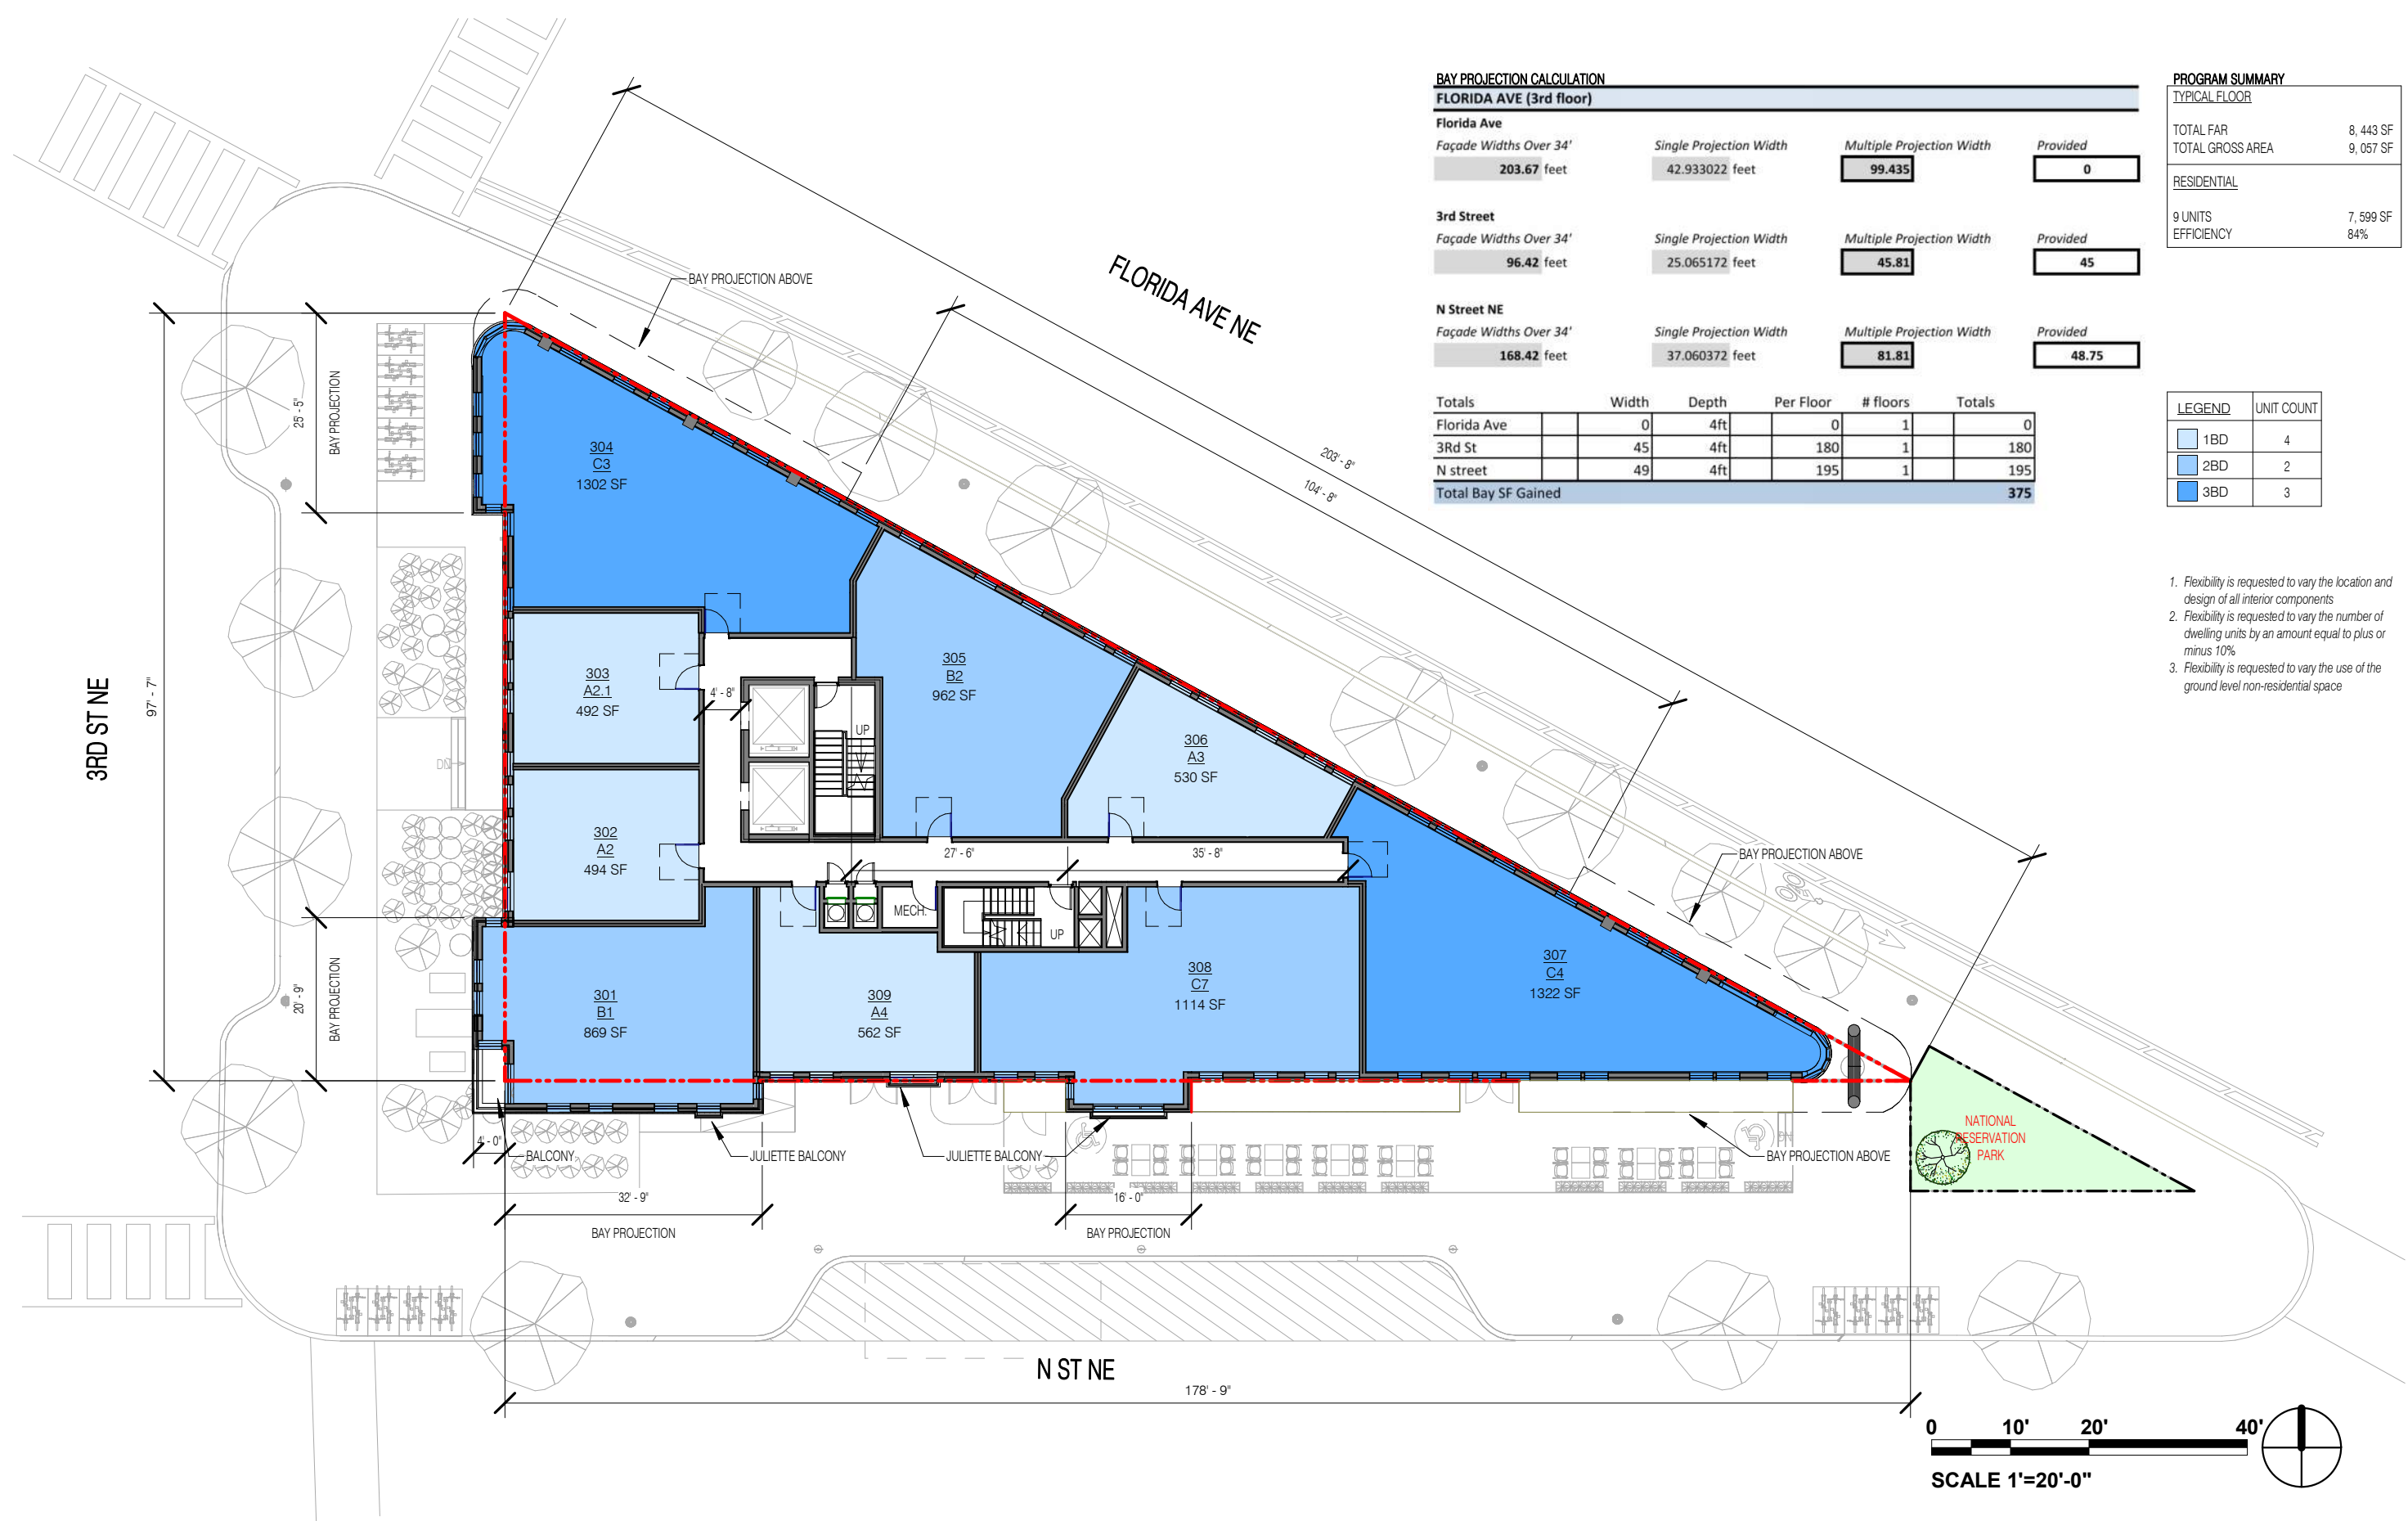 BAY PROJECTION CALCULATION
FLORIDA AVE (3rd floor)
Florida Ave
Façade Widths Over 34' Single Projection Width Multiple Projection Width Provided
203.67 feet 42.933022 feet 99.435 0
3rd Street
Façade Widths Over 34' Single Projection Width Multiple Projection Width Provided
96.42 feet 25.065172 feet 45.81 45
N Street NE
Façade Widths Over 34' Single Projection Width Multiple Projection Width Provided
168.42 feet 37.060372 feet 81.81 48.75
Totals Width Depth Per Floor # floors Totals
Florida Ave 0 4ft 0 1 0
3Rd St 45 4ft 180 1 180
N street 49 4ft 195 1 195
Total Bay SF Gained 375
PROGRAM SUMMARY
TYPICAL FLOOR
TOTAL FAR 8, 443 SF
TOTAL GROSS AREA 9, 057 SF
RESIDENTIAL
9 UNITS 7, 599 SF
EFFICIENCY 84%
LEGEND UNIT COUNT
1BD 4
2BD 2
3BD 3
1. Flexibility is requested to vary the location and
design of all interior components
2. Flexibility is requested to vary the number of
dwelling units by an amount equal to plus or
minus 10%
3. Flexibility is requested to vary the use of the
ground level non-residential space
FLORIDA AVE NE
BAY PROJECTION ABOVE
203' - 8"
104' - 8"
25' - 5"
BAY PROJECTION
97' - 7"
3RD ST NE
20' - 9"
BAY PROJECTION
304
C3
1302 SF
303
A2.1
492 SF
4' - 8"
UP
305
B2
962 SF
306
A3
530 SF
DN
302
A2
494 SF
27' - 6"
35' - 8"
BAY PROJECTION ABOVE
MECH.
UP
301
B1
869 SF
309
A4
562 SF
308
C7
1114 SF
307
C4
1322 SF
NATIONAL
RESERVATION
PARK
4' - 0"
BALCONY
JULIETTE BALCONY
JULIETTE BALCONY
BAY PROJECTION ABOVE
32' - 9"
BAY PROJECTION
16' - 0"
BAY PROJECTION
N ST NE
178' - 9"
0 10' 20' 40'
SCALE 1'=20'-0"